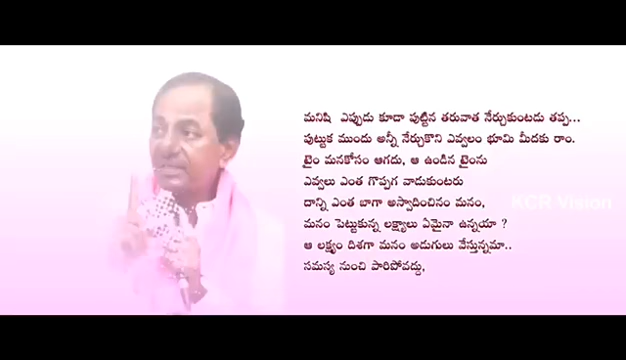 మనిషి ఎప్పుడు కూడా పుట్టిన తరువాత నేర్చుకుంటడు తప్ప...
పుట్టుక ముందు అన్నీ నేర్చుకొని ఎవ్వలం భూమి మీదకు రాం.
టైం మనకోసం ఆగదు, ఆ ఉండిన టైంను
ఎవ్వలు ఎంత గొప్పగ వాడుకుంటరు
దాన్ని ఎంత బాగా అస్వాదించినం మనం,
మనం పెట్టుకున్న లక్ష్యాలు ఏమైనా ఉన్నయా ?
ఆ లక్ష్యం దిశగా మనం అడుగులు వేస్తున్నమా..
సమస్య నుంచి పారిపోవద్దు,
KCR Vision